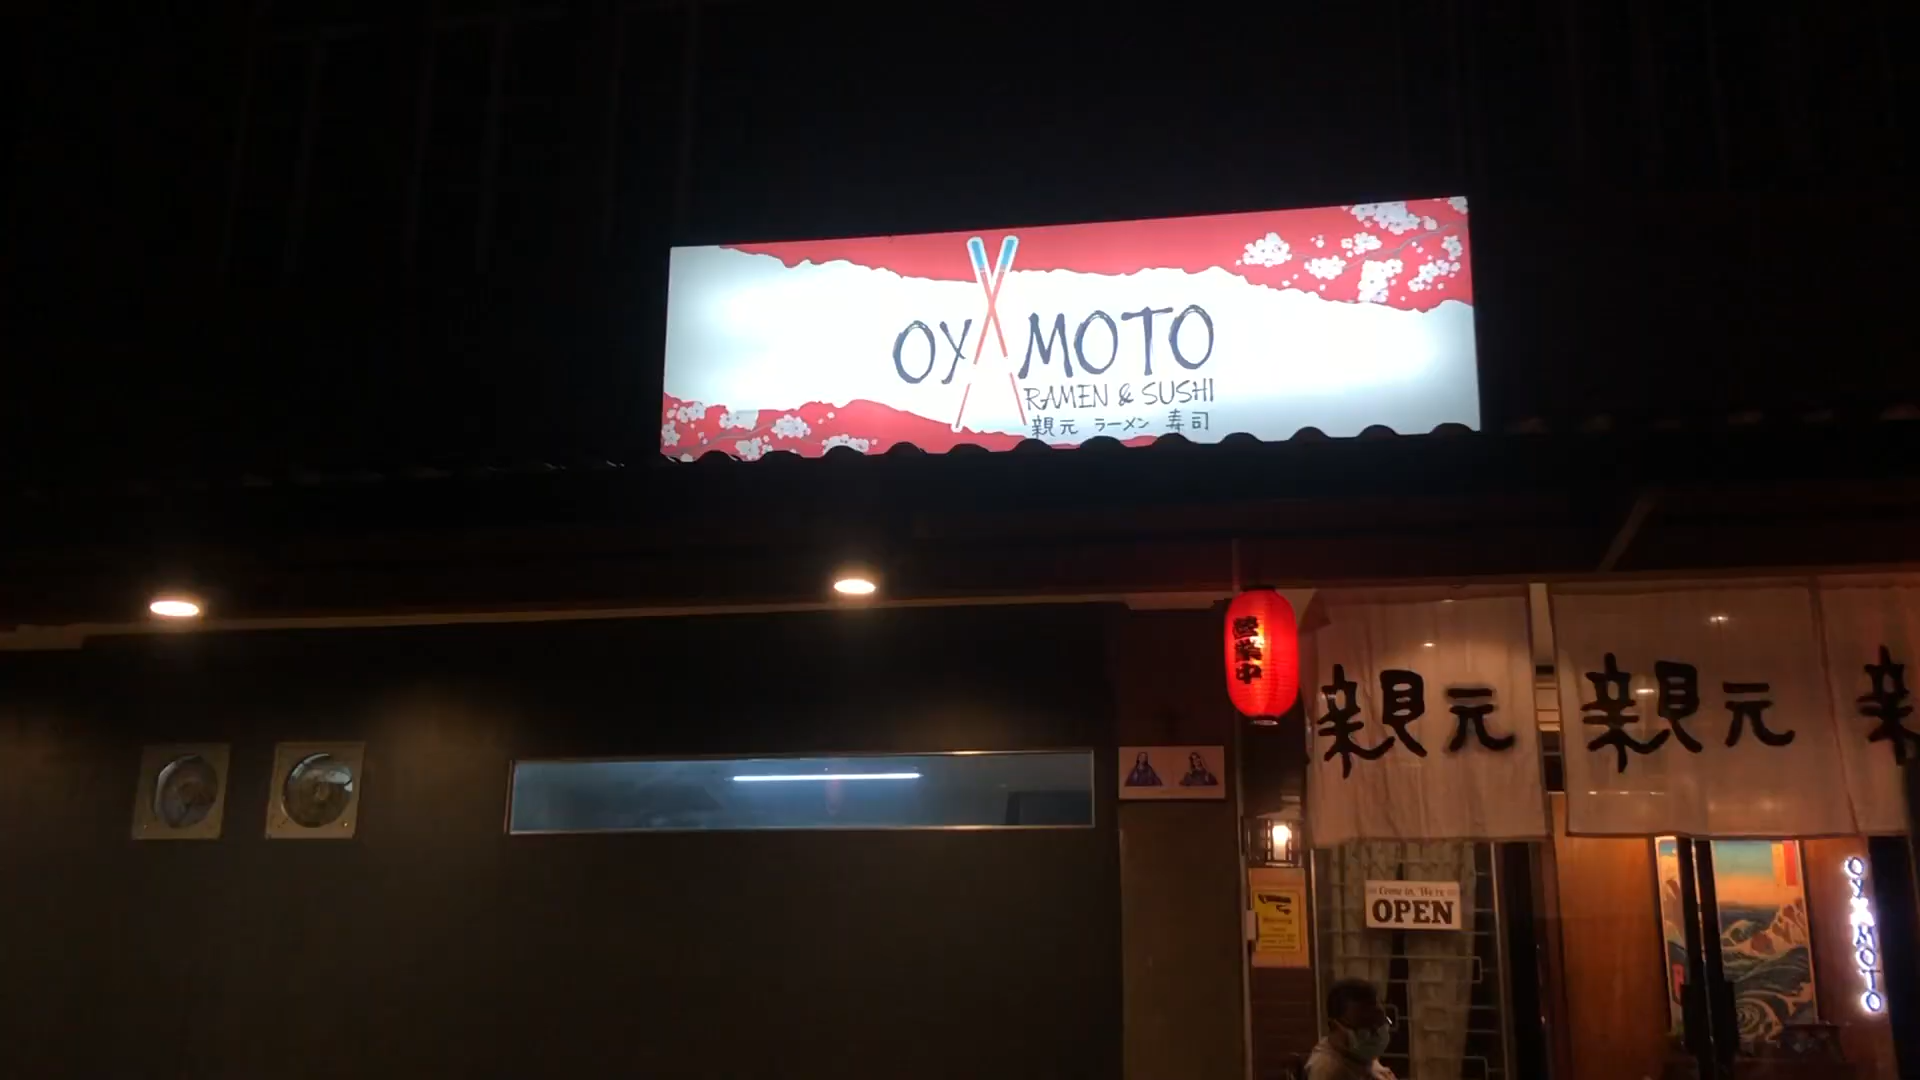 OYAMOTO
RAMEN & SUSHI
親元 ラーメン 寿司
営業中
親元
親元
親
Come in, We're
OPEN
OYAMOTO